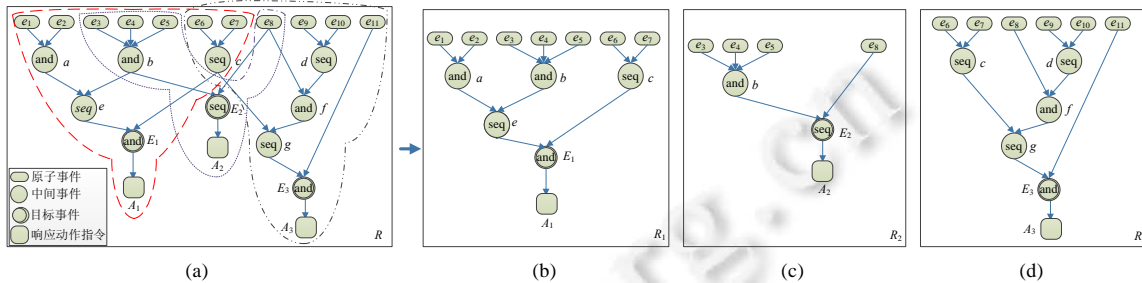 e1 e2 e3 e4 e5 e6 e7 e8 e9 e10 e11
and a and b seq c d seq
seq e seq E2 and f
and E1 seq g
A2
E3 and
A1
A3 R
原子事件
中间事件
目标事件
响应动作指令
(a)
e1 e2 e3 e4 e5 e6 e7
and a and b seq c
seq e
and E1
A1
R1
(b)
e3 e4 e5 e8
and b
seq E2
A2
R2
(c)
e6 e7 e8 e9 e10 e11
seq c d seq
and f
seq g
E3 and
A3 R
(d)